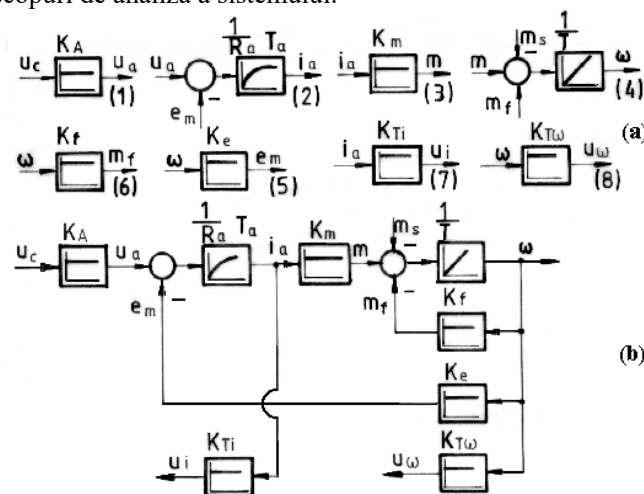 scopuri de analiză a sistemului.
K_A 1/R_a T_a K_m m_s 1/J
u_c u_a u_a i_a i_a m m ω
(1) e_m (2) (3) m_f (4)
(a)
K_f K_e K_Ti K_Tω
ω m_f ω e_m i_a u_i ω u_ω
(6) (5) (7) (8)
K_A 1/R_a T_a K_m m_s 1/J
u_c u_a i_a m ω
e_m m_f K_f
(b)
K_e
K_Ti K_Tω
u_i u_ω